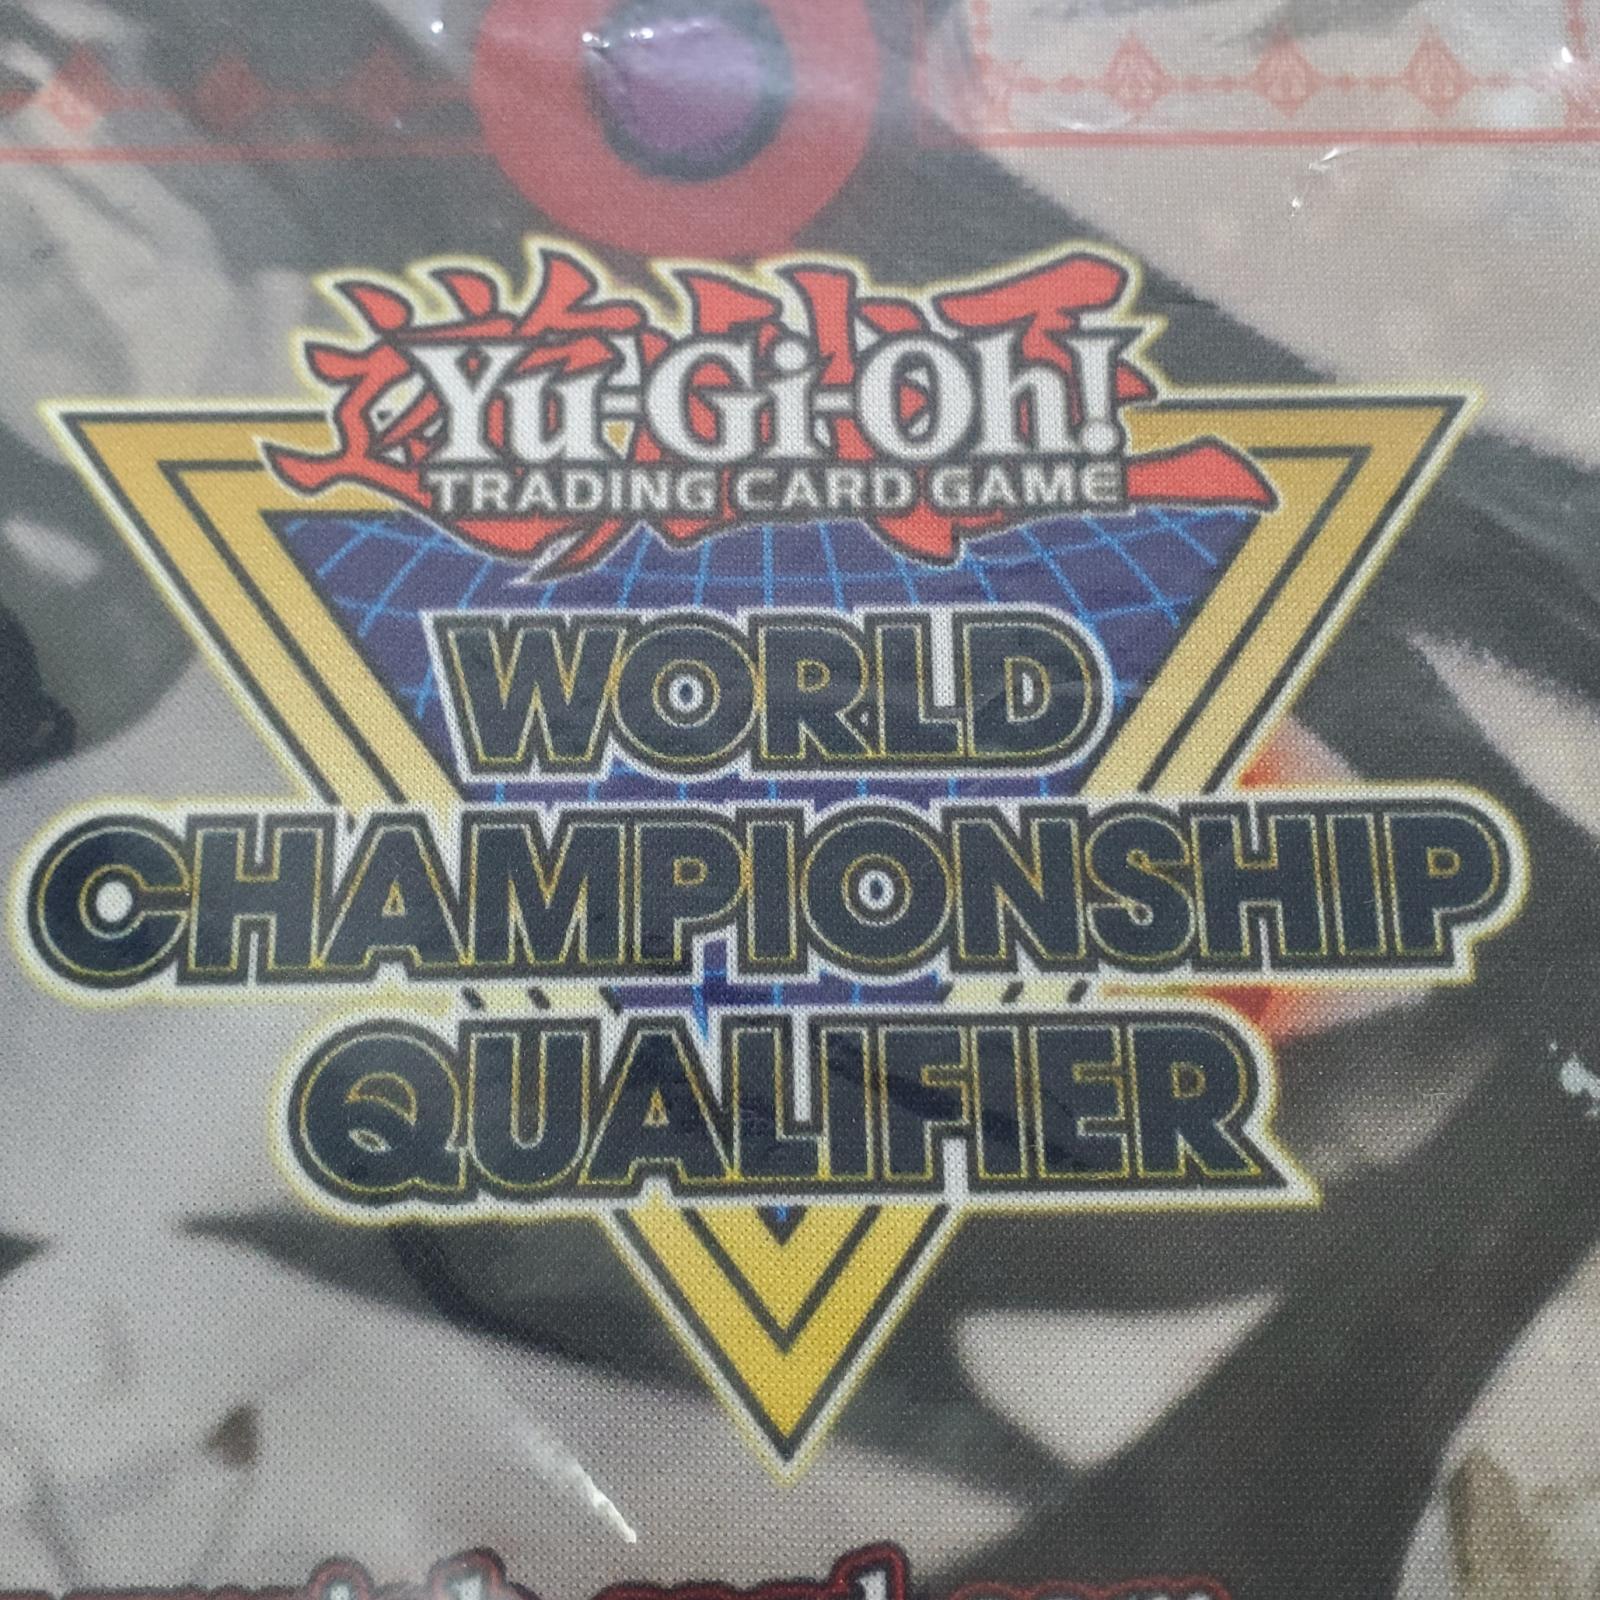 Yu-Gi-Oh!
TRADING CARD GAME
WORLD
CHAMPIONSHIP
QUALIFIER